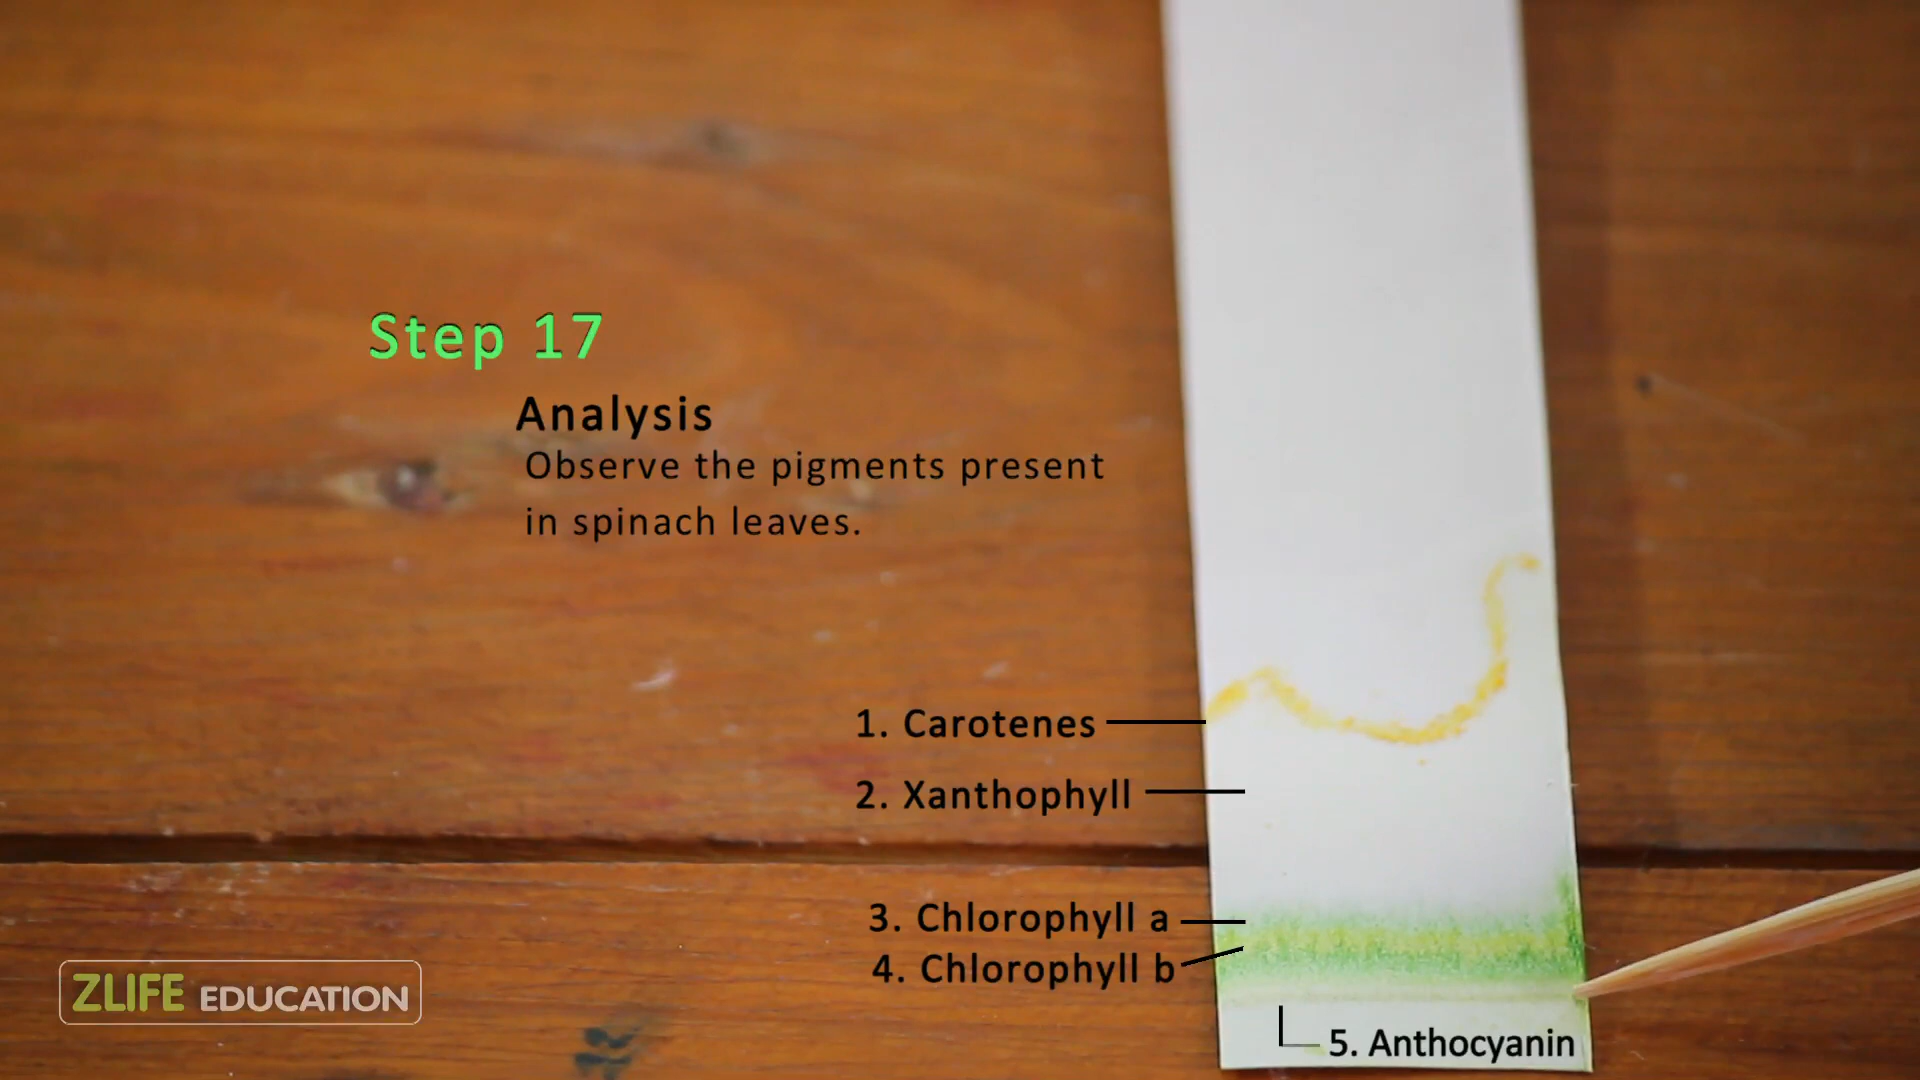 Step 17
Analysis
Observe the pigments present
in spinach leaves.
1. Carotenes
2. Xanthophyll
3. Chlorophyll a
4. Chlorophyll b
5. Anthocyanin
ZLIFE EDUCATION